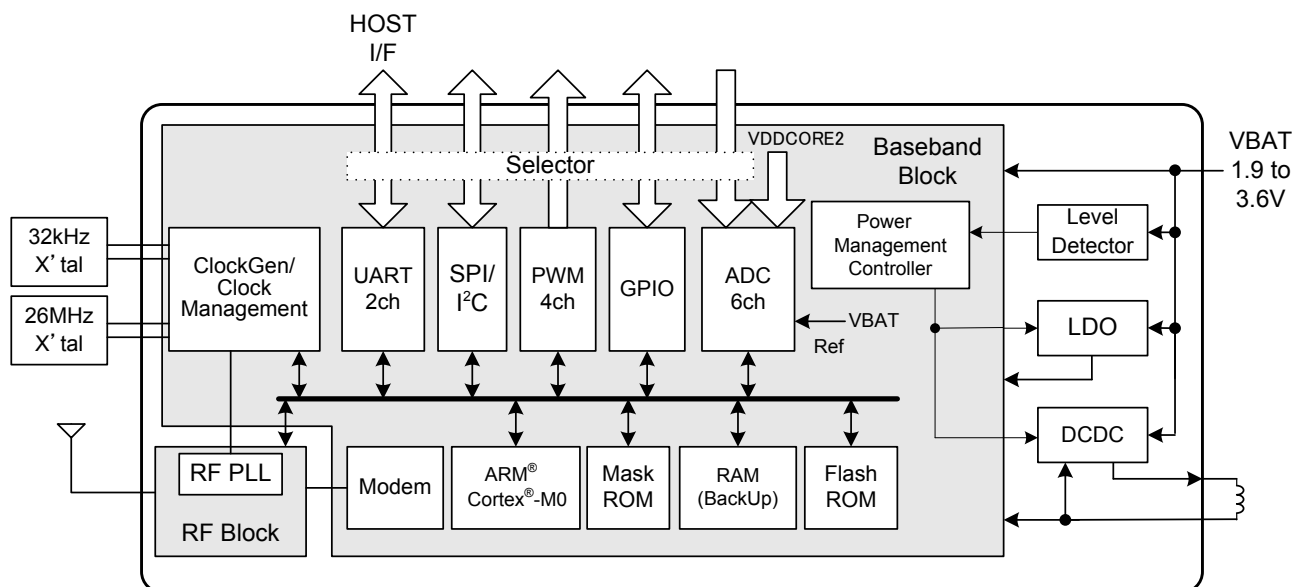 HOST
I/F
VDDCORE2
Selector
Baseband
Block
VBAT
1.9 to
3.6V
32kHz
X’tal
26MHz
X’tal
ClockGen/
Clock
Management
UART
2ch
SPI/
I²C
PWM
4ch
GPIO
ADC
6ch
Power
Management
Controller
Level
Detector
VBAT
Ref
LDO
DCDC
RF PLL
RF Block
Modem
ARM®
Cortex®-M0
Mask
ROM
RAM
(BackUp)
Flash
ROM